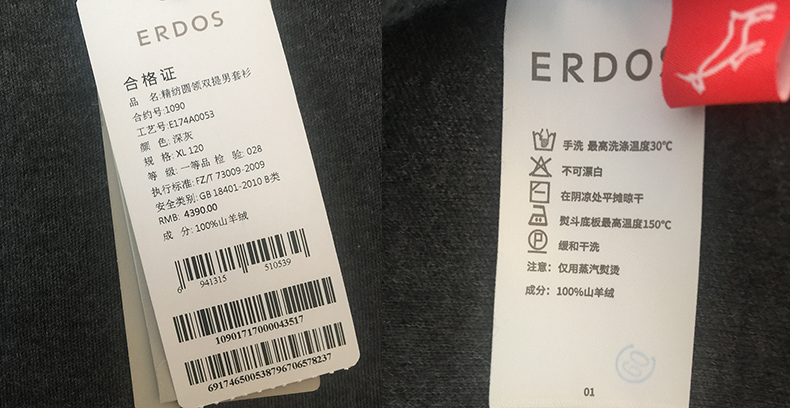 ERDOS
合格证
品 名:精纺圆领双提男套衫
合约号:1090
工艺号:E174A0053
颜 色:深灰
规 格:XL 120
等 级:一等品 检 验:028
执行标准:FZ/T 73009-2009
安全类别:GB 18401-2010 B类
RMB: 4390.00
成 分:100%山羊绒
6 941315 510539
10901717000043517
69174650053879670657​8237
ERDOS
手洗 最高洗涤温度30℃
不可漂白
在阴凉处平摊晾干
熨斗底板最高温度150℃
P 缓和干洗
注意: 仅用蒸汽熨烫
成分: 100%山羊绒
01